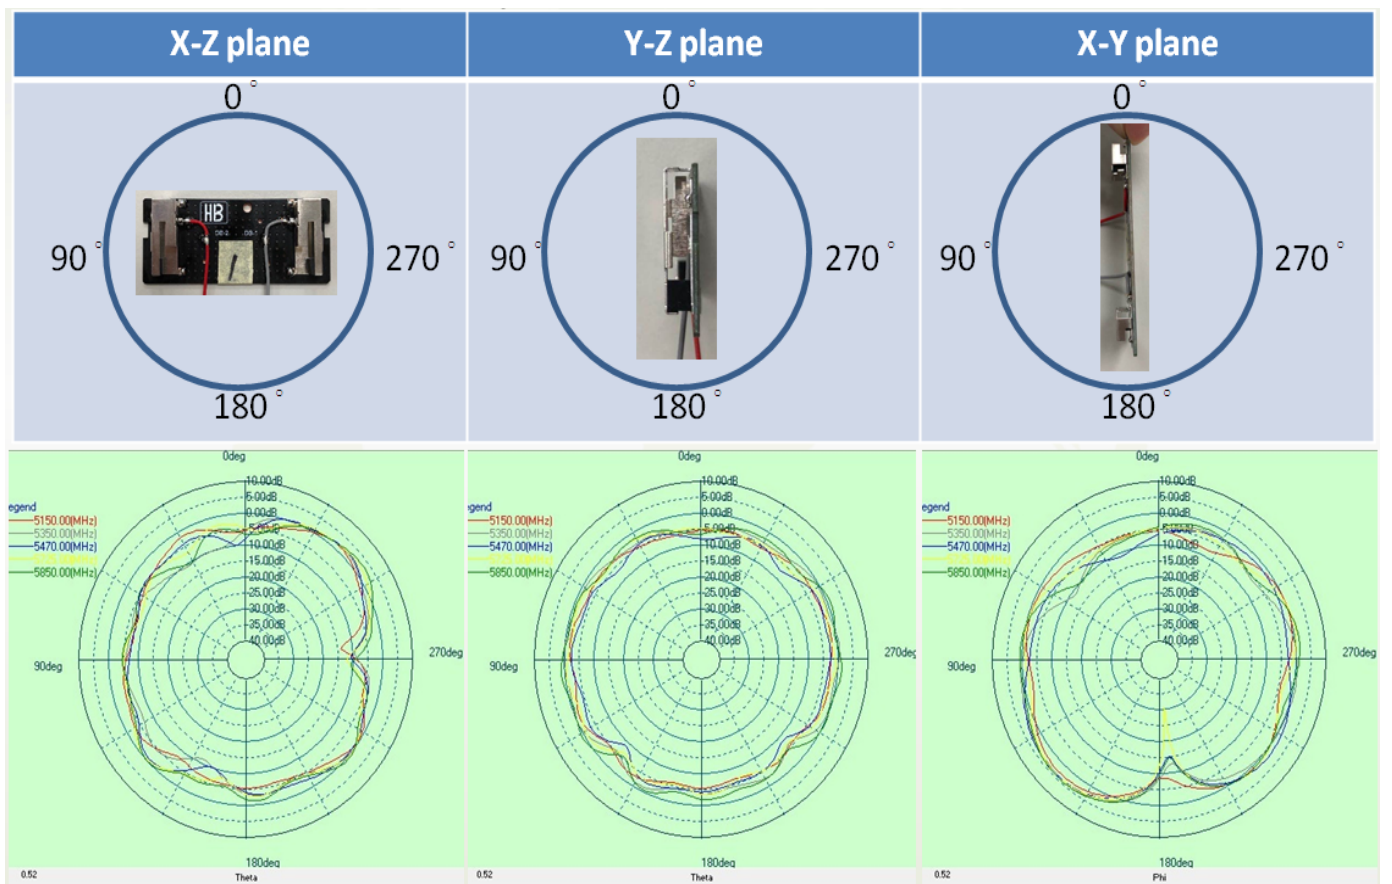 X-Z plane
Y-Z plane
X-Y plane
0°
90°
270°
180°
HB
0°
90°
270°
180°
0°
90°
270°
180°
0deg
egend
5150.00(MHz)
5350.00(MHz)
5470.00(MHz)
5850.00(MHz)
10.00dB
5.00dB
0.00dB
-5.00dB
10.00dB
15.00dB
20.00dB
25.00dB
30.00dB
35.00dB
40.00dB
90deg
270deg
180deg
0.52
Theta
0deg
egend
5150.00(MHz)
5350.00(MHz)
5470.00(MHz)
5850.00(MHz)
10.00dB
5.00dB
0.00dB
-5.00dB
10.00dB
15.00dB
20.00dB
25.00dB
30.00dB
35.00dB
40.00dB
90deg
270deg
180deg
0.52
Theta
0deg
egend
5150.00(MHz)
5350.00(MHz)
5470.00(MHz)
5850.00(MHz)
10.00dB
5.00dB
0.00dB
10.00dB
15.00dB
20.00dB
25.00dB
30.00dB
35.00dB
40.00dB
90deg
270deg
180deg
0.52
Phi